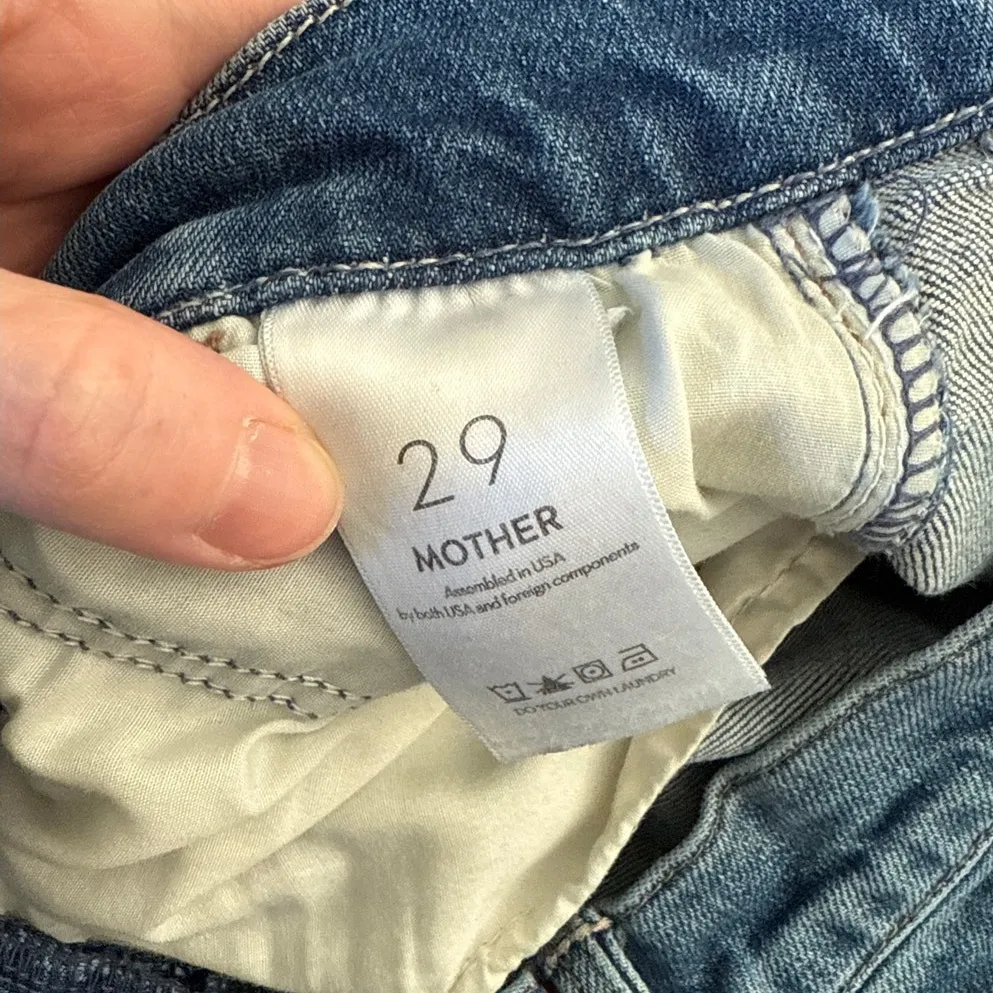 29
MOTHER
Assembled in USA
by both USA and foreign components
DO YOUR OWN LAUNDRY